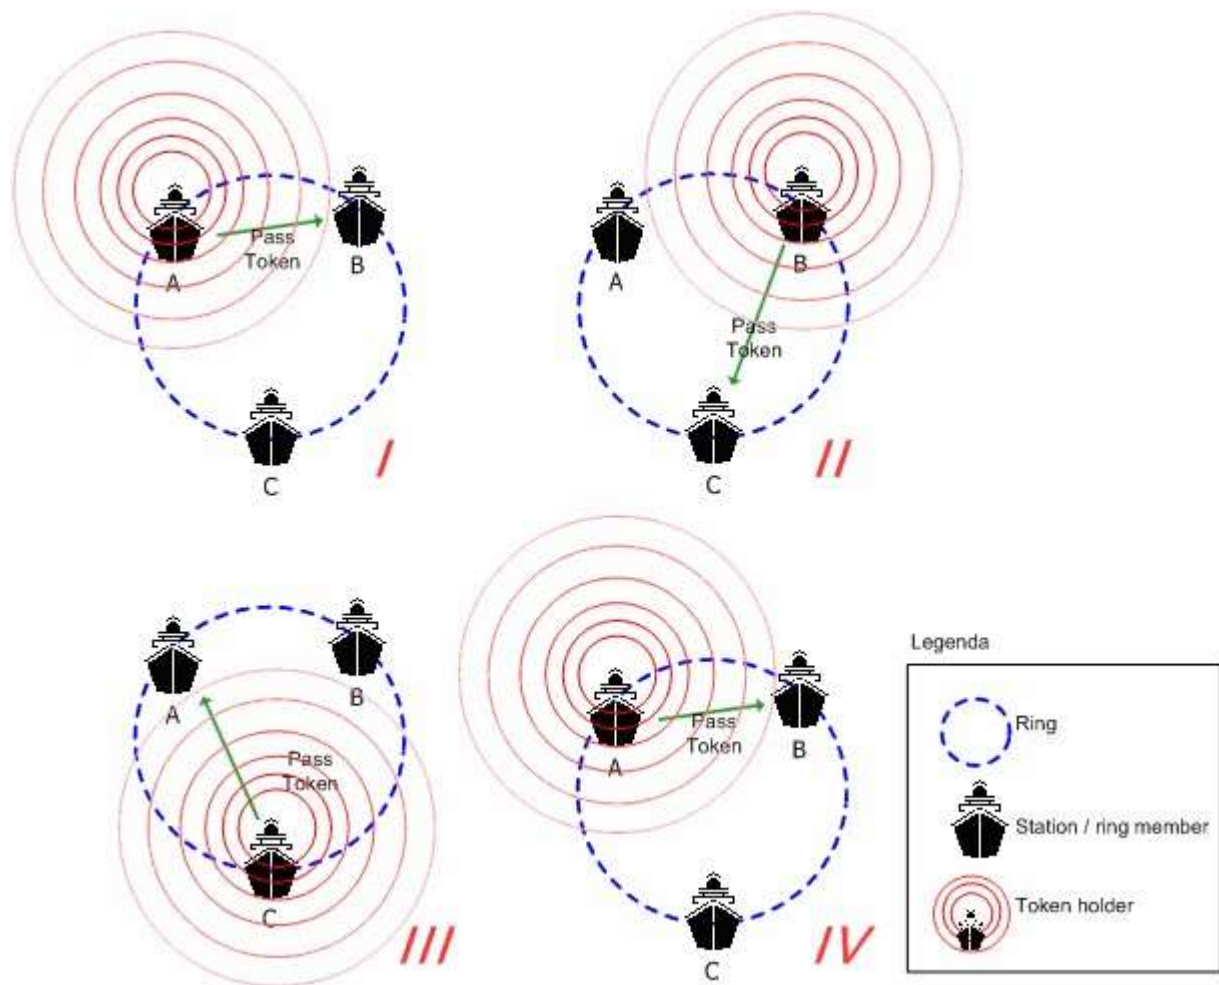 Pass
Token
A
B
C
I
Pass
Token
A
B
C
II
Pass
Token
A
B
C
III
Pass
Token
A
B
C
IV
Legenda
Ring
Station / ring member
Token holder